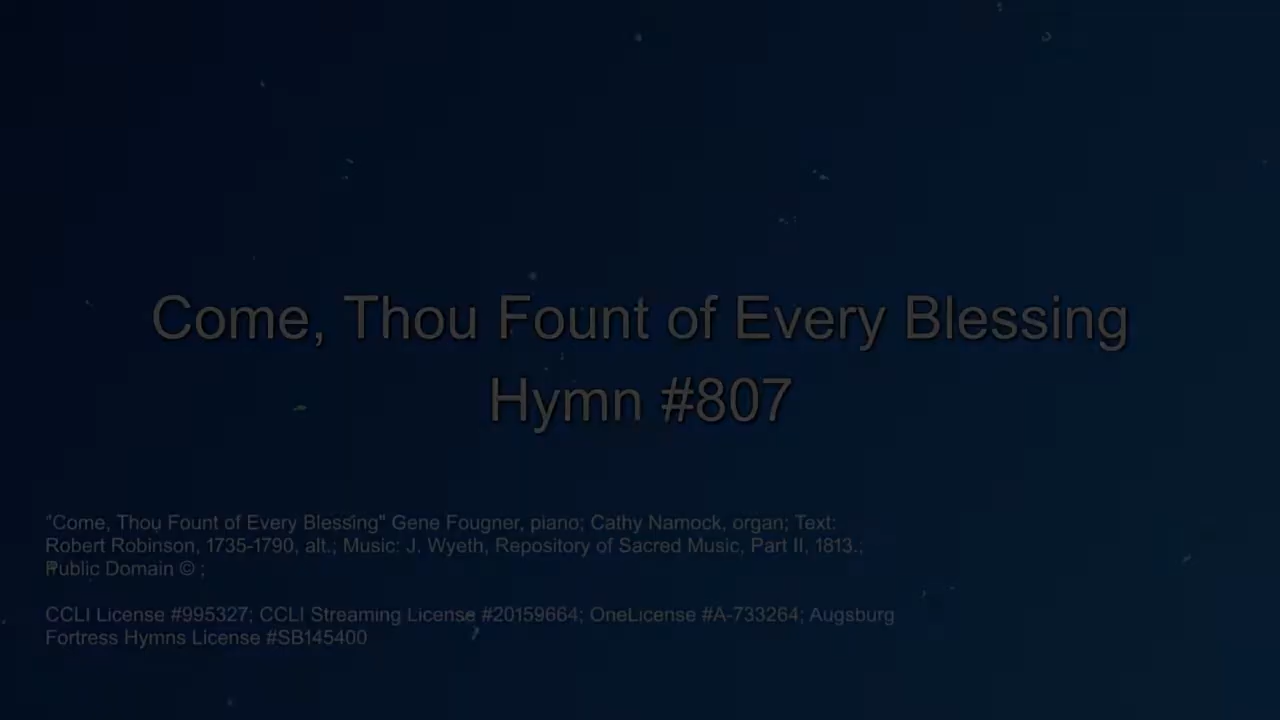 Come, Thou Fount of Every Blessing
Hymn #807
"Come, Thou Fount of Every Blessing" Gene Fougner, piano; Cathy Namock, organ; Text:
Robert Robinson, 1735-1790, alt.; Music: J. Wyeth, Repository of Sacred Music, Part II, 1813.;
Public Domain © ;
CCLI License #995327; CCLI Streaming License #20159664; OneLicense #A-733264; Augsburg
Fortress Hymns License #SB145400